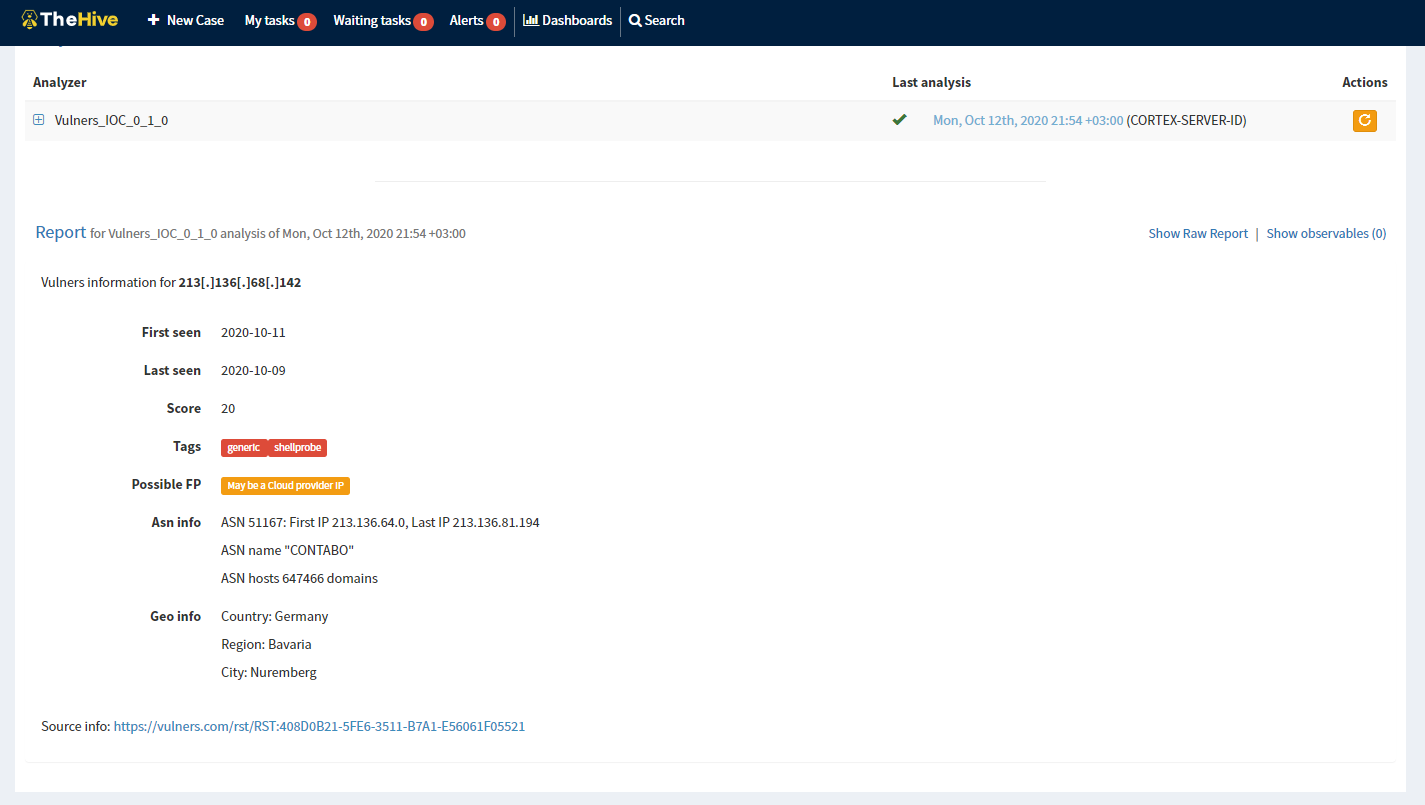 TheHive New Case My tasks 0 Waiting tasks 0 Alerts 0 Dashboards Search
Analyzer Last analysis Actions
Vulners_IOC_0_1_0 Mon, Oct 12th, 2020 21:54 +03:00 (CORTEX-SERVER-ID)
Report for Vulners_IOC_0_1_0 analysis of Mon, Oct 12th, 2020 21:54 +03:00 Show Raw Report | Show observables (0)
Vulners information for 213[.]136[.]68[.]142
First seen 2020-10-11
Last seen 2020-10-09
Score 20
Tags generic shellprobe
Possible FP May be a Cloud provider IP
Asn info ASN 51167: First IP 213.136.64.0, Last IP 213.136.81.194
ASN name "CONTABO"
ASN hosts 647466 domains
Geo info Country: Germany
Region: Bavaria
City: Nuremberg
Source info: https://vulners.com/rst/RST:408D0B21-5FE6-3511-B7A1-E56061F05521